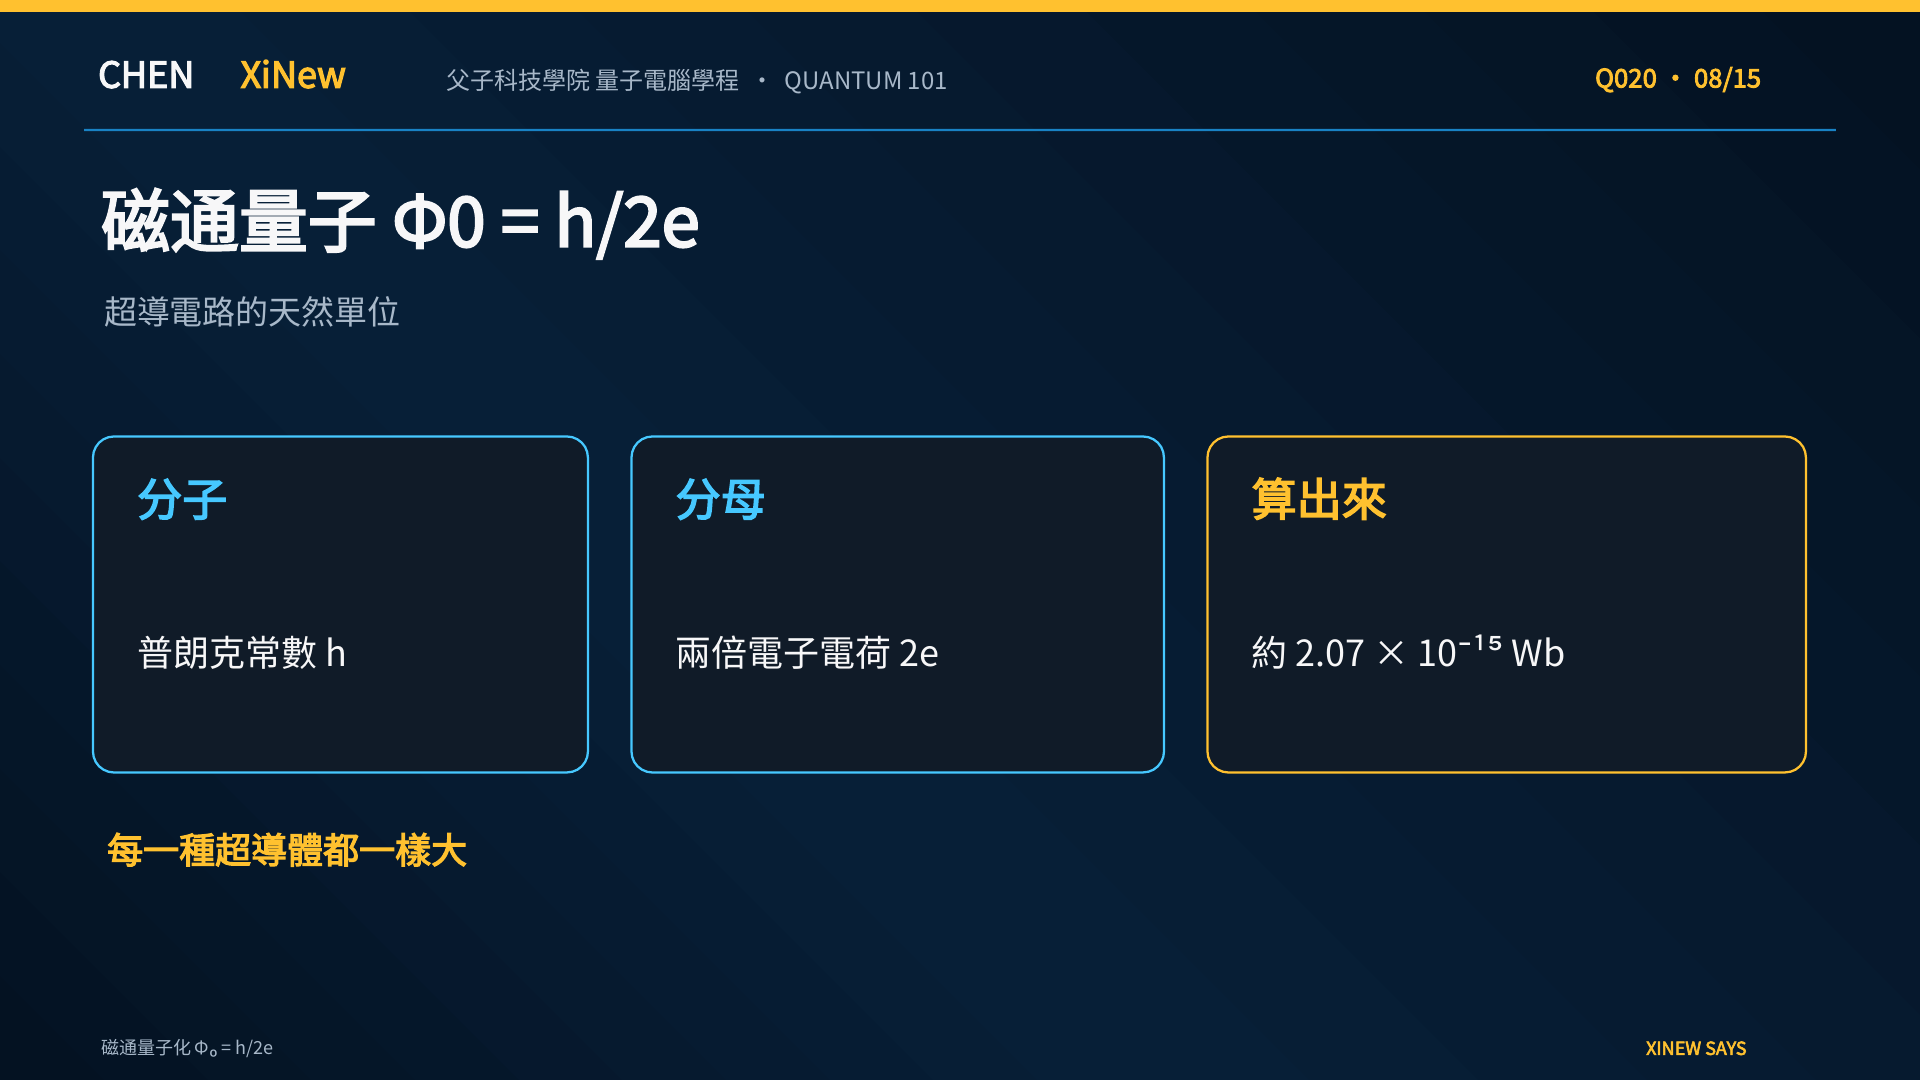 CHEN XiNew 父子科技學院 量子電腦學程 · QUANTUM 101 Q020 · 08/15
磁通量子 Φ0 = h/2e
超導電路的天然單位
分子
普朗克常數 h
分母
兩倍電子電荷 2e
算出來
約 2.07 × 10⁻¹⁵ Wb
每一種超導體都一樣大
磁通量子化 Φ₀ = h/2e
XINEW SAYS